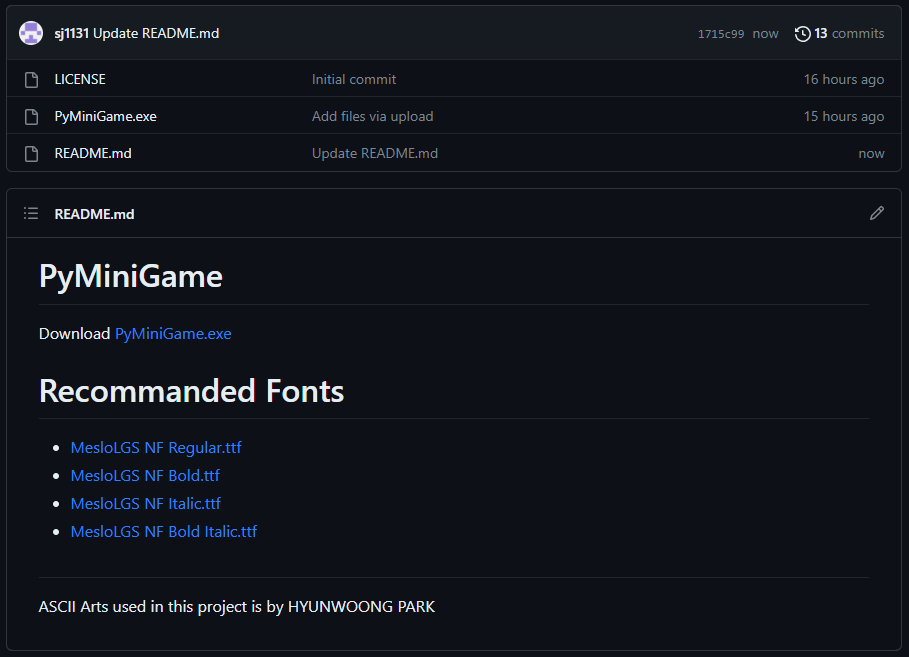 sj1131 Update README.md 1715c99 now 13 commits
LICENSE Initial commit 16 hours ago
PyMiniGame.exe Add files via upload 15 hours ago
README.md Update README.md now
README.md
PyMiniGame
Download PyMiniGame.exe
Recommanded Fonts
MesloLGS NF Regular.ttf
MesloLGS NF Bold.ttf
MesloLGS NF Italic.ttf
MesloLGS NF Bold Italic.ttf
ASCII Arts used in this project is by HYUNWOONG PARK